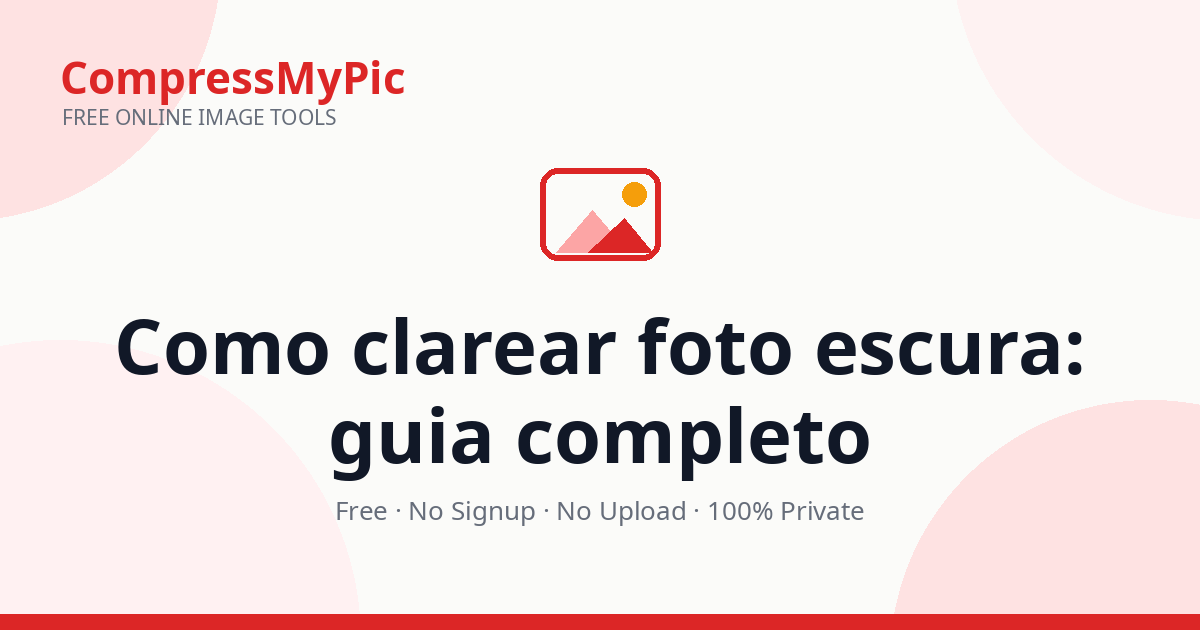 CompressMyPic
FREE ONLINE IMAGE TOOLS
Como clarear foto escura:
guia completo
Free · No Signup · No Upload · 100% Private